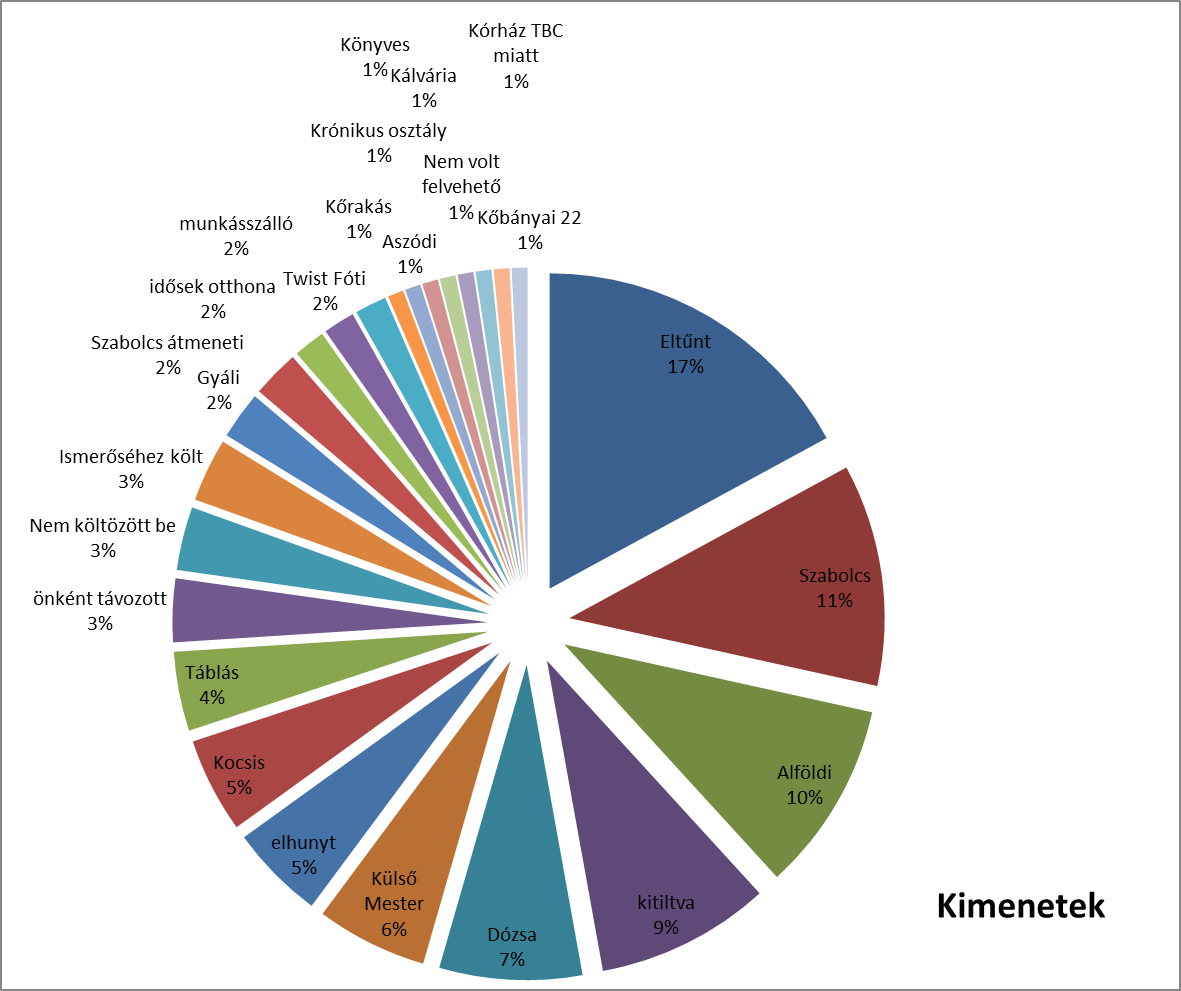 Kórház TBC
miatt
1%
Könyves
1%
Kálvária
1%
Krónikus osztály
1%
Nem volt
felvehető
1%
Kőrakás
1%
Kőbányai 22
1%
munkásszálló
2%
Aszódi
1%
Twist Fóti
2%
idősek otthona
2%
Szabolcs átmeneti
2%
Gyáli
2%
Ismerőséhez költ
3%
Nem költözött be
3%
önként távozott
3%
Táblás
4%
Kocsis
5%
elhunyt
5%
Külső
Mester
6%
Dózsa
7%
kitiltva
9%
Alföldi
10%
Szabolcs
11%
Eltűnt
17%
Kimenetek